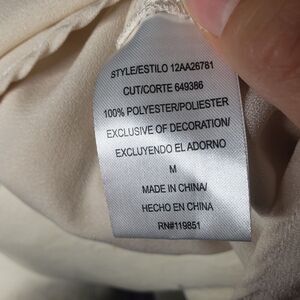 STYLE/ESTILO 12AA26781
CUT/CORTE 649386
100% POLYESTER/POLIESTER
EXCLUSIVE OF DECORATION/
EXCLUYENDO EL ADORNO
M
MADE IN CHINA/
HECHO EN CHINA
RN#119851